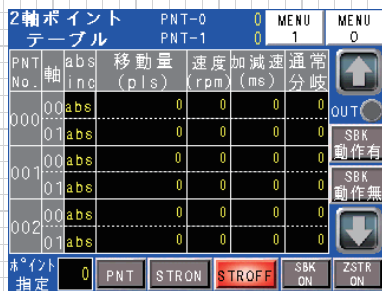 2軸ポイント PNT-0 0 MENU MENU
テーブル PNT-1 0 1 0
PNT 軸 abs 移動量 速度 加減速 通常
No. inc (pls) (rpm) (ms) 分岐
000 00 abs 0 0 0 0
01 abs 0 0 0 0
OUT
001 00 abs 0 0 0 0
01 abs 0 0 0 0
SBK
動作有
SBK
動作無
002 00 abs 0 0 0 0
01 abs 0 0 0 0
ポイント 0 PNT STRON STROFF SBK ZSTR
指定 ON ON